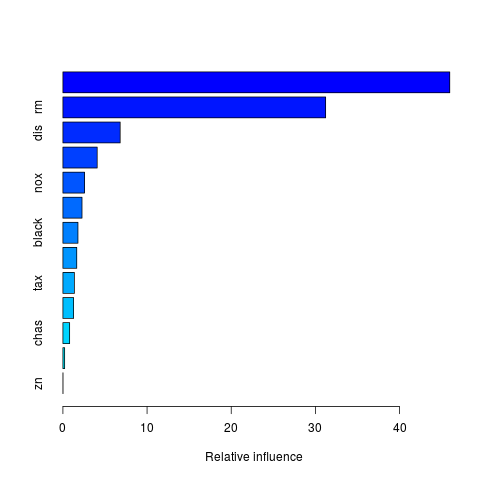 rm
dis
nox
black
tax
chas
zn
0 10 20 30 40
Relative influence